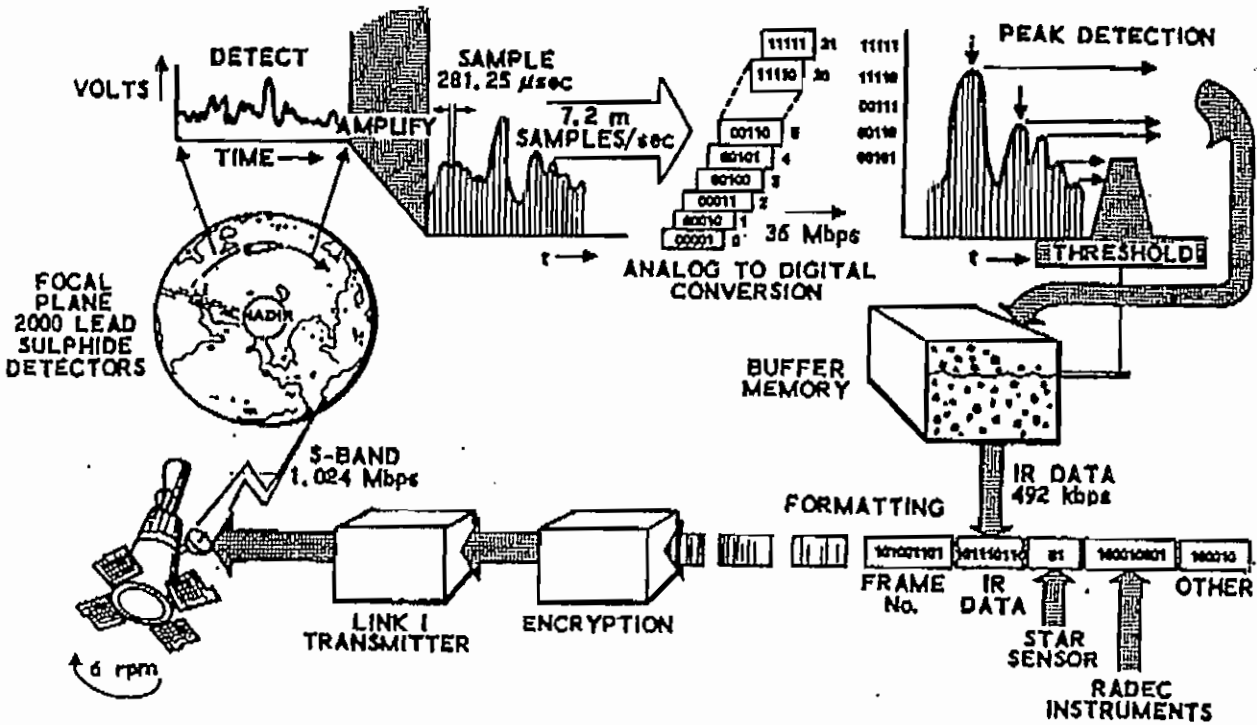 DETECT
VOLTS
TIME
AMPLIFY
SAMPLE
281.25 µsec
7.2 m
SAMPLES/sec
t
11111 31
11110 30
00110 5
00101 4
00100 3
00011 2
00010 1
00001 0
36 Mbps
ANALOG TO DIGITAL
CONVERSION
PEAK DETECTION
11111
11110
00111
00110
00101
t
THRESHOLD
FOCAL
PLANE
2000 LEAD
SULPHIDE
DETECTORS
NADIR
BUFFER
MEMORY
S-BAND
1.024 Mbps
IR DATA
492 kbps
FORMATTING
101001101
OTHER
FRAME
No.
IR
DATA
STAR
SENSOR
RADEC
INSTRUMENTS
ENCRYPTION
LINK 1
TRANSMITTER
6 rpm